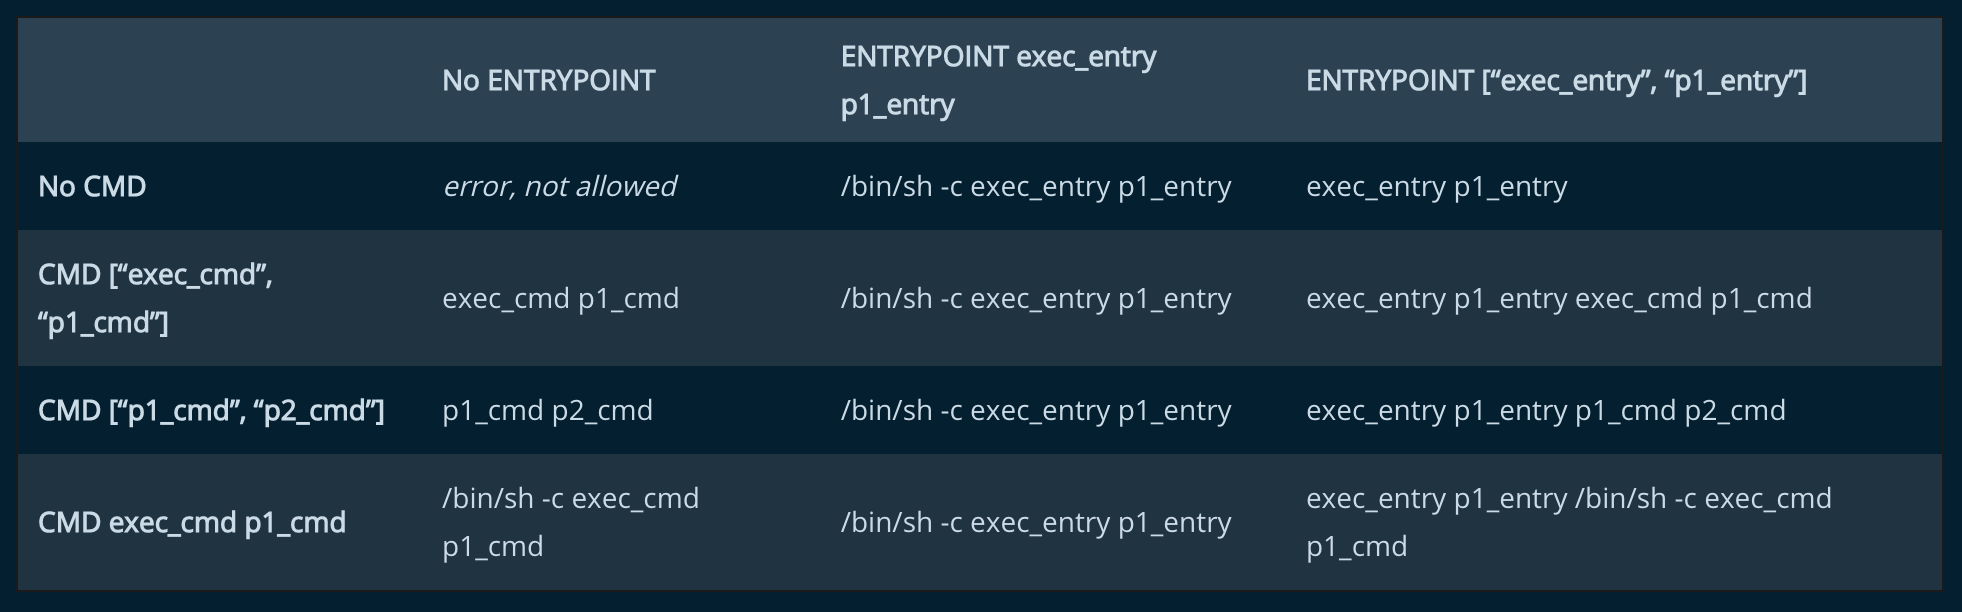 No ENTRYPOINT
ENTRYPOINT exec_entry
p1_entry
ENTRYPOINT [“exec_entry”, “p1_entry”]
No CMD
error, not allowed
/bin/sh -c exec_entry p1_entry
exec_entry p1_entry
CMD [“exec_cmd”,
“p1_cmd”]
exec_cmd p1_cmd
/bin/sh -c exec_entry p1_entry
exec_entry p1_entry exec_cmd p1_cmd
CMD [“p1_cmd”, “p2_cmd”]
p1_cmd p2_cmd
/bin/sh -c exec_entry p1_entry
exec_entry p1_entry p1_cmd p2_cmd
CMD exec_cmd p1_cmd
/bin/sh -c exec_cmd
p1_cmd
/bin/sh -c exec_entry p1_entry
exec_entry p1_entry /bin/sh -c exec_cmd
p1_cmd